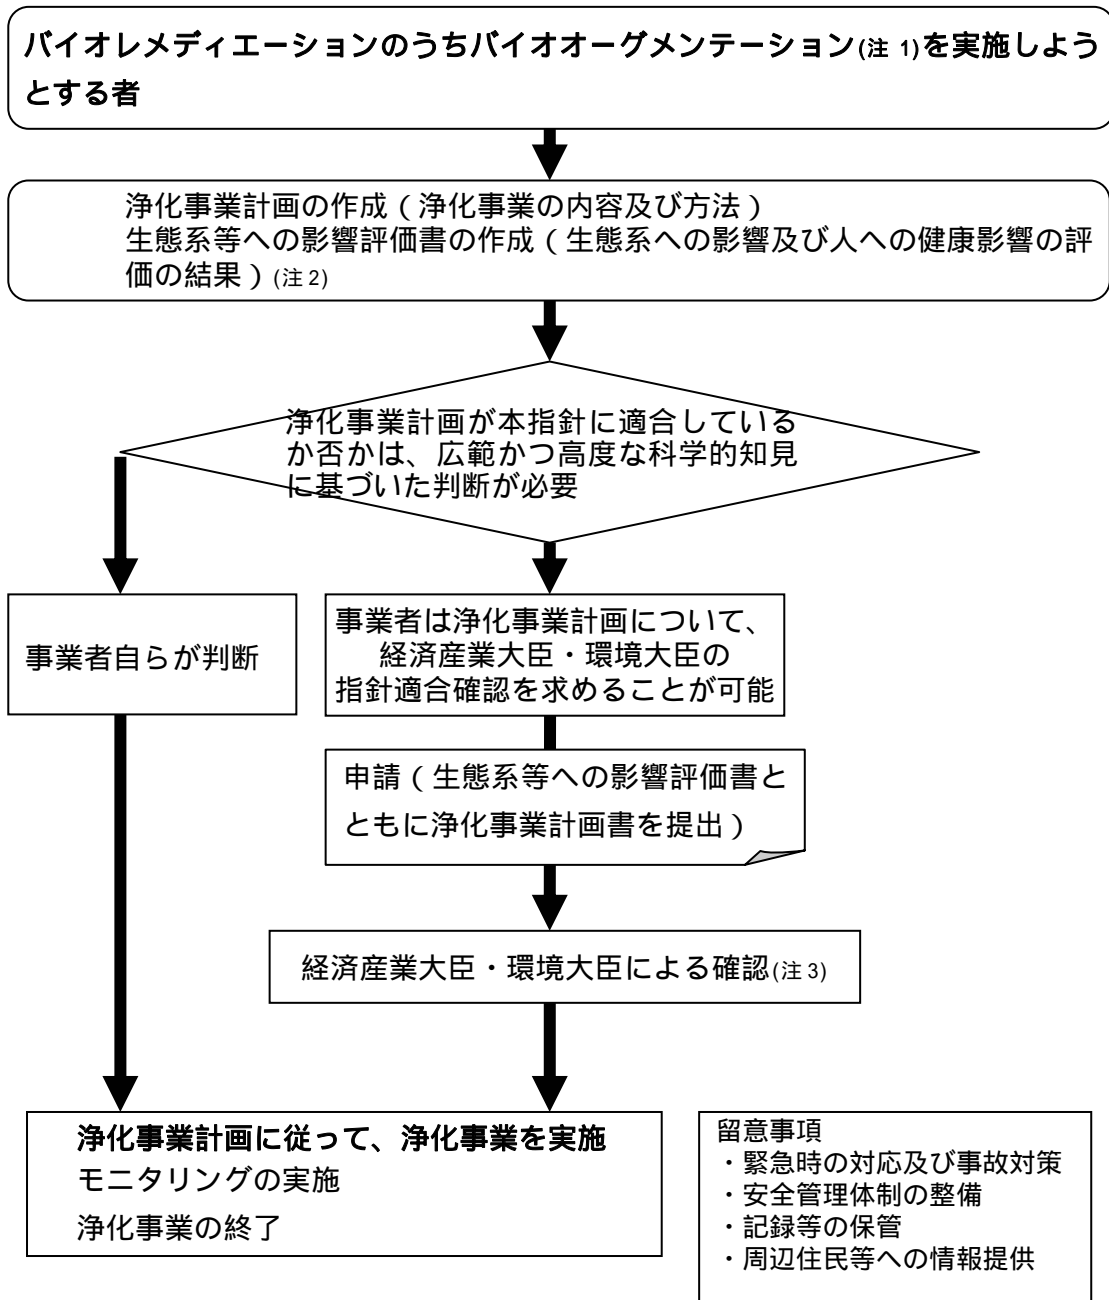 バイオレメディエーションのうちバイオオーグメンテーション(注 1)を実施しよう
とする者
浄化事業計画の作成（浄化事業の内容及び方法）
生態系等への影響評価書の作成（生態系への影響及び人への健康影響の評
価の結果）(注 2)
浄化事業計画が本指針に適合している
か否かは、広範かつ高度な科学的知見
に基づいた判断が必要
事業者自らが判断
事業者は浄化事業計画について、
経済産業大臣・環境大臣の
指針適合確認を求めることが可能
申請（生態系等への影響評価書と
ともに浄化事業計画書を提出）
経済産業大臣・環境大臣による確認(注 3)
浄化事業計画に従って、浄化事業を実施
モニタリングの実施
浄化事業の終了
留意事項
・緊急時の対応及び事故対策
・安全管理体制の整備
・記録等の保管
・周辺住民等への情報提供